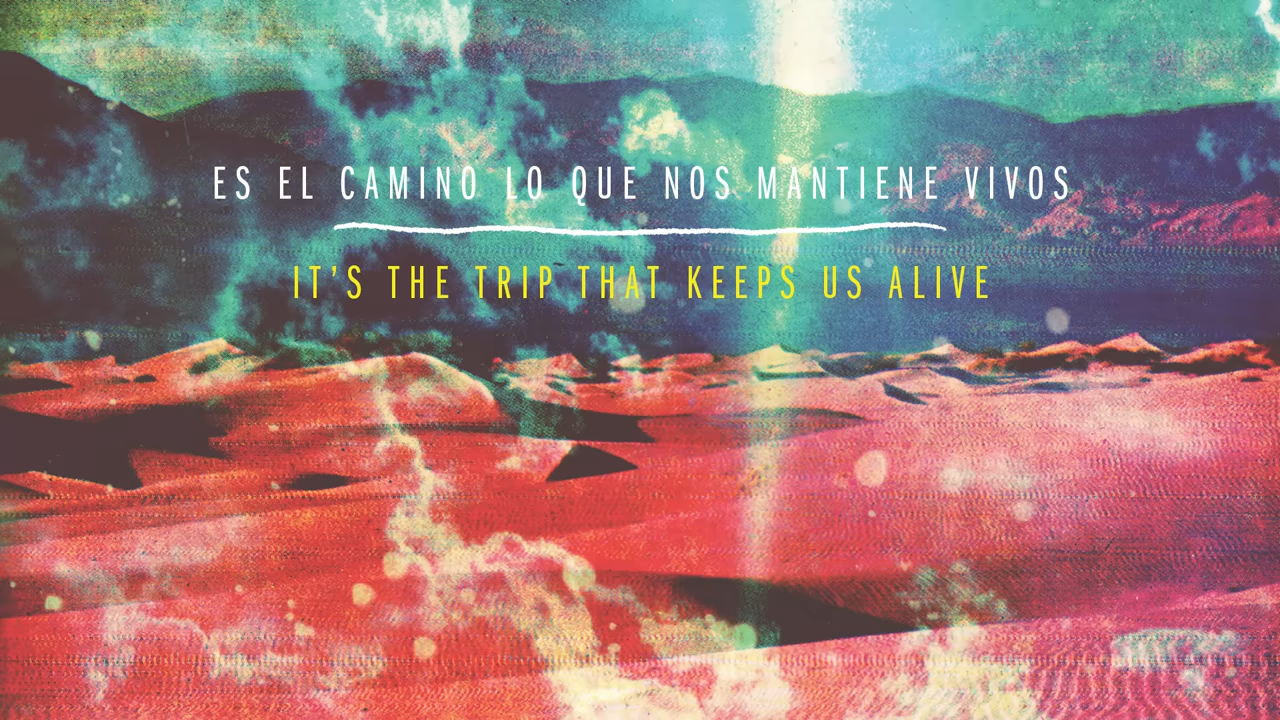 ES EL CAMINO LO QUE NOS MANTIENE VIVOS
IT'S THE TRIP THAT KEEPS US ALIVE